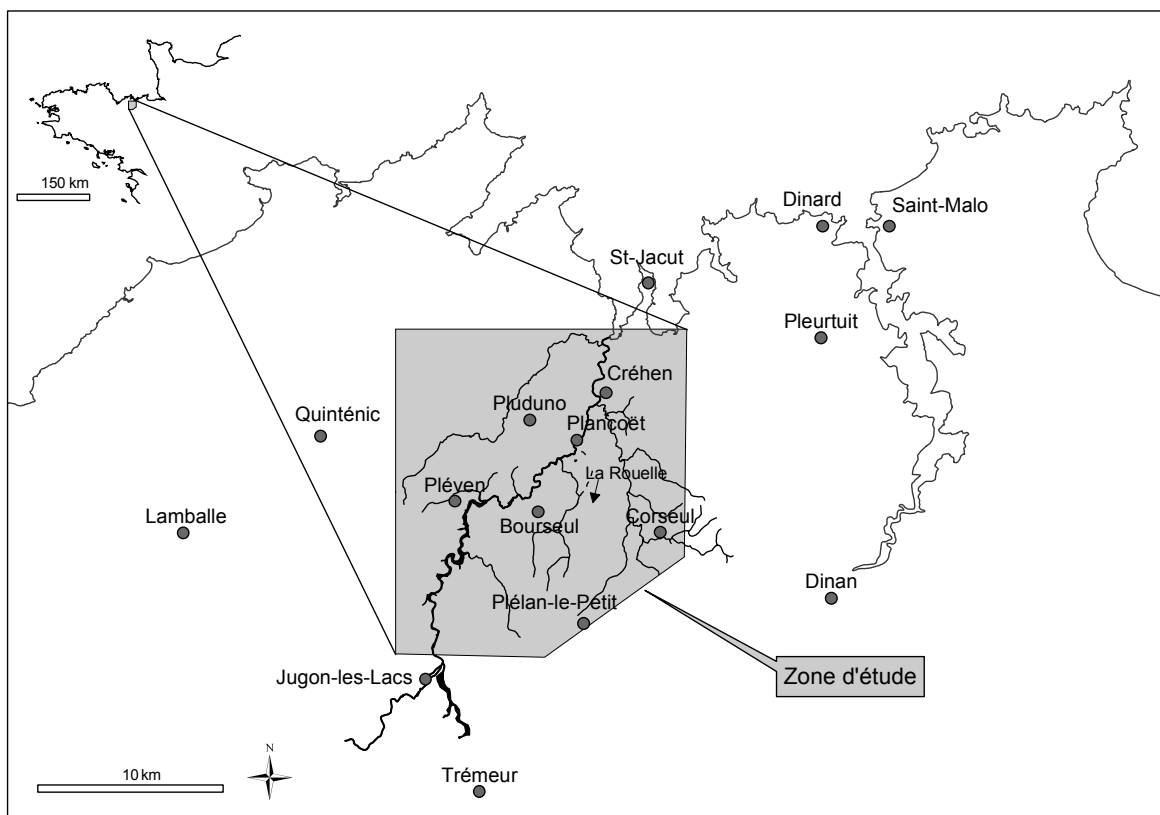 150 km
Dinard
Saint-Malo
St-Jacut
Pleurtuit
Créhen
Pluduno
Quinténic
Plancoët
La Rouelle
Pléven
Lamballe
Bourseul
Corseul
Dinan
Plélan-le-Petit
Zone d'étude
Jugon-les-Lacs
N
10 km
Trémeur